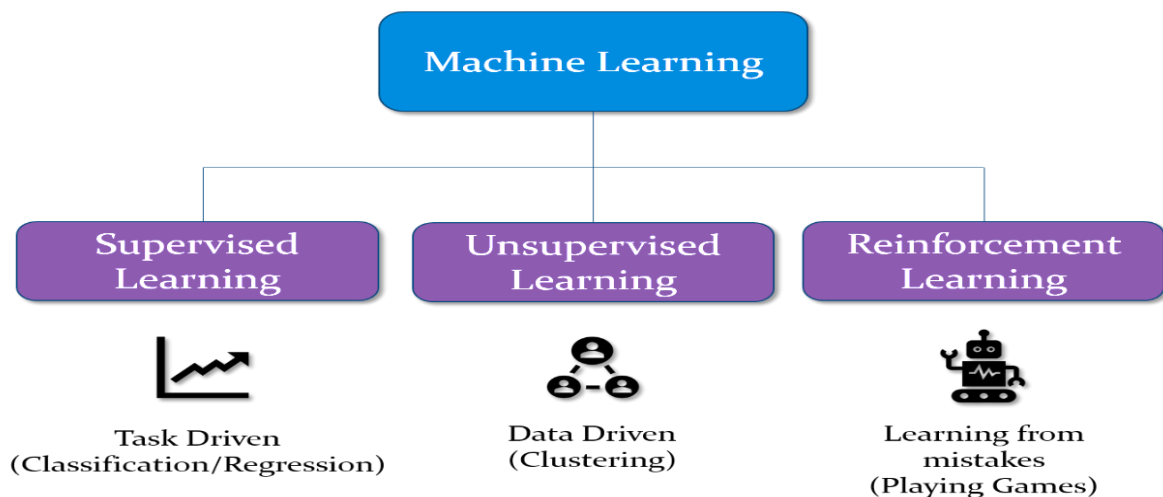 Machine Learning
Supervised
Learning
Unsupervised
Learning
Reinforcement
Learning
Task Driven
(Classification/Regression)
Data Driven
(Clustering)
Learning from
mistakes
(Playing Games)